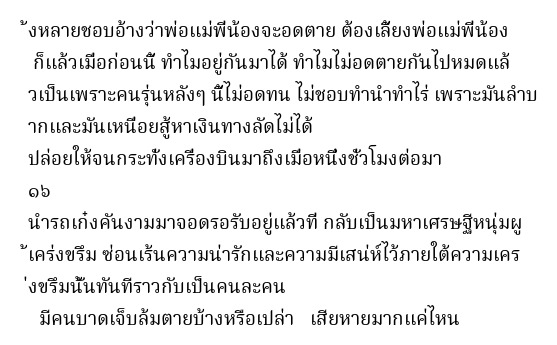 ้งหลายชอบอ้างว่าพ่อแม่พี่น้องจะอดตาย ต้องเลี้ยงพ่อแม่พี่น้อง
ก็แล้วเมื่อก่อนนี้ ทำไมอยู่กันมาได้ ทำไมไม่อดตายกันไปหมดแล้
วเป็นเพราะคนรุ่นหลังๆ นี้ไม่อดทน ไม่ชอบทำนำทำไร่ เพราะมันลำบ
ากและมันเหนื่อยสู้หาเงินทางลัดไม่ได้
ปล่อยให้จนกระทั่งเครื่องบินมาถึงเมื่อหนึ่งชั่วโมงต่อมา
๑๖
นำรถเก๋งคันงามมาจอดรอรับอยู่แล้วที่ กลับเป็นมหาเศรษฐีหนุ่มผู
้เคร่งขรึม ซ่อนเร้นความน่ารักและความมีเสน่ห์ไว้ภายใต้ความเคร
่งขรึมนั้นทันทีราวกับเป็นคนละคน
มีคนบาดเจ็บล้มตายบ้างหรือเปล่า เสียหายมากแค่ไหน